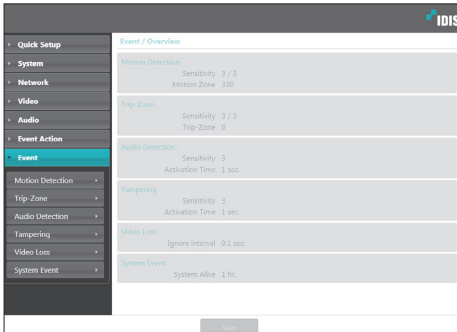 IDIS
Quick Setup
System
Network
Video
Audio
Event Action
Event
Motion Detection
Trip-Zone
Audio Detection
Tampering
Video Loss
System Event
Event / Overview
Motion Detection
Sensitivity 3 / 3
Motion Zone 330
Trip-Zone
Sensitivity 3 / 3
Trip-Zone 0
Audio Detection
Sensitivity 3
Activation Time 1 sec.
Tampering
Sensitivity 3
Activation Time 1 sec.
Video Loss
Ignore interval 0.1 sec.
System Event
System Alive 1 hr.
Save